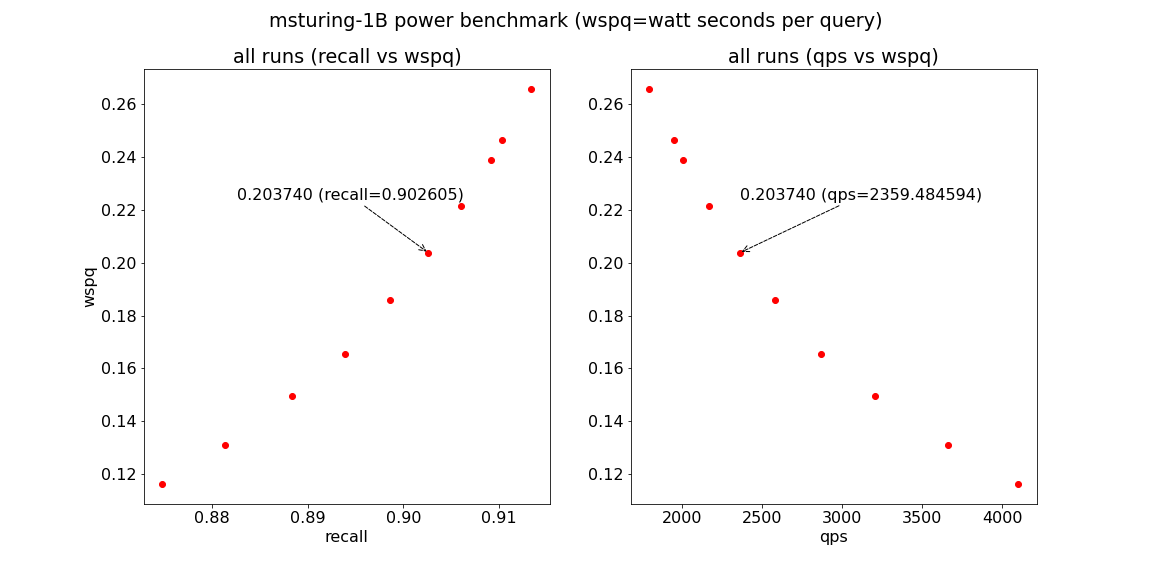 msturing-1B power benchmark (wspq=watt seconds per query)
all runs (recall vs wspq)
0.26
0.24
0.22
0.20
0.18
0.16
0.14
0.12
wspq
0.203740 (recall=0.902605)
0.88 0.89 0.90 0.91
recall
all runs (qps vs wspq)
0.26
0.24
0.22
0.20
0.18
0.16
0.14
0.12
0.203740 (qps=2359.484594)
2000 2500 3000 3500 4000
qps